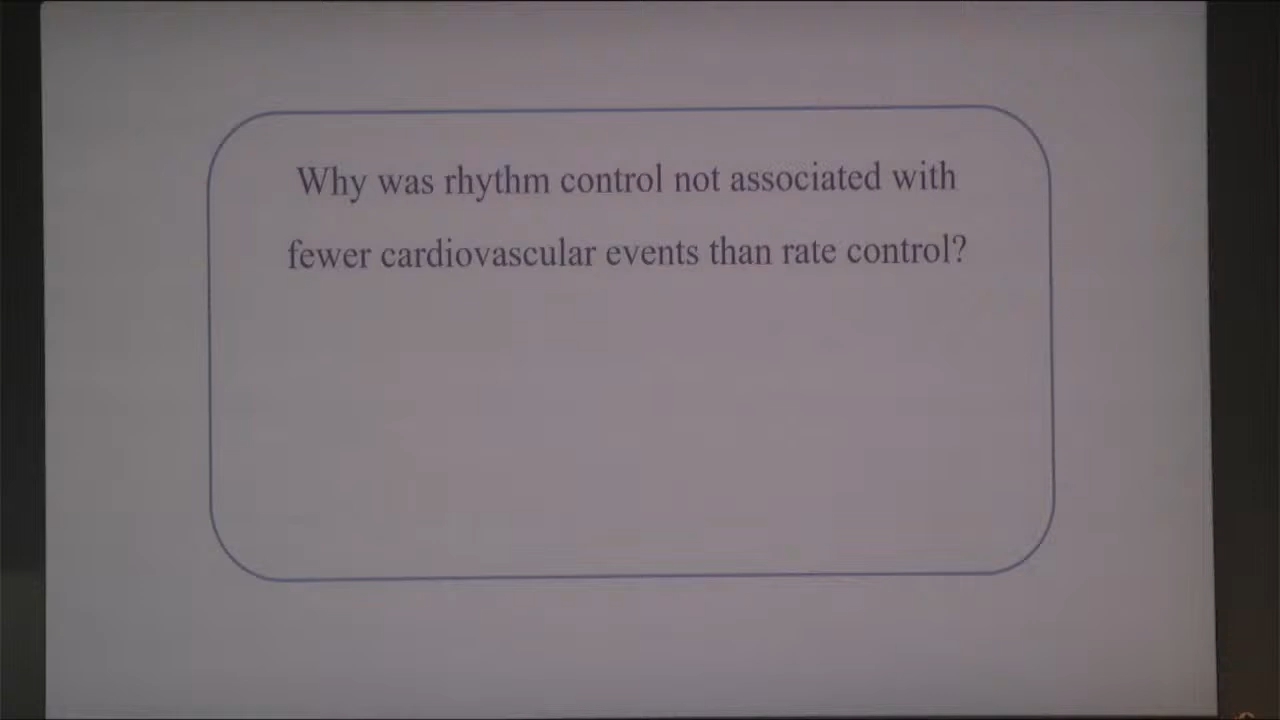 Why was rhythm control not associated with
fewer cardiovascular events than rate control?